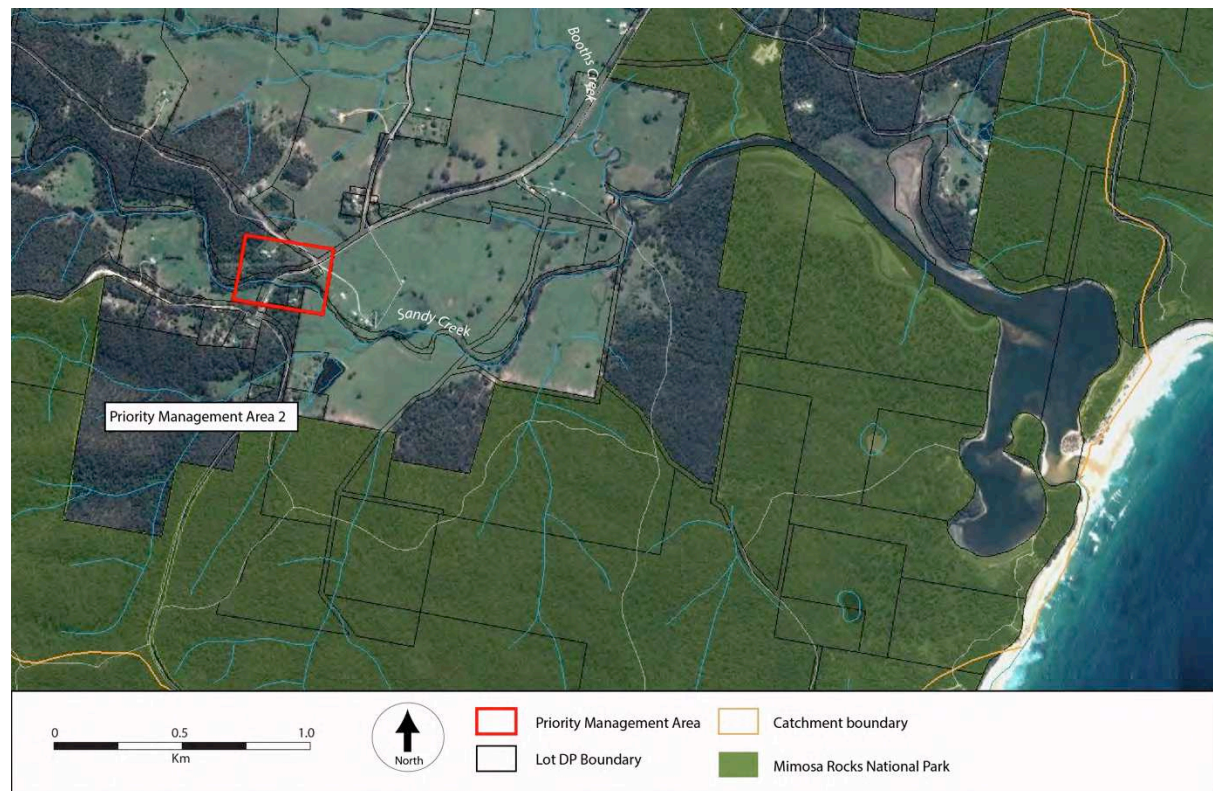 Booths Creek
Sandy Creek
Priority Management Area 2
0 0.5 1.0
Km
North
Priority Management Area
Lot DP Boundary
Catchment boundary
Mimosa Rocks National Park